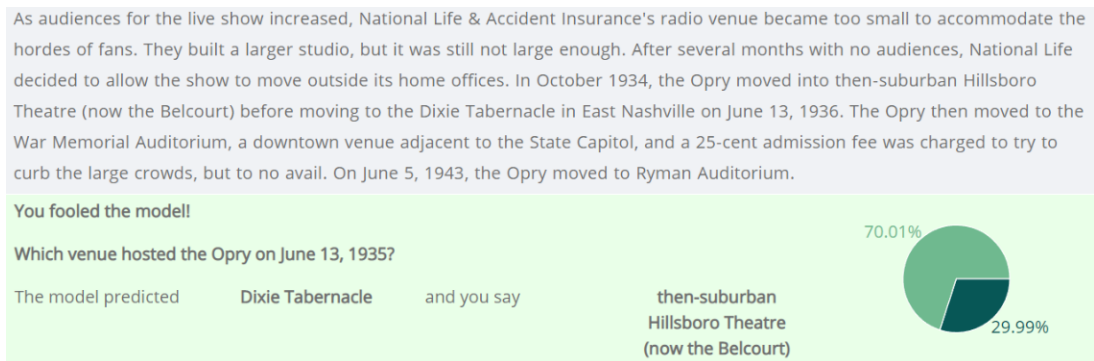 As audiences for the live show increased, National Life & Accident Insurance's radio venue became too small to accommodate the
hordes of fans. They built a larger studio, but it was still not large enough. After several months with no audiences, National Life
decided to allow the show to move outside its home offices. In October 1934, the Opry moved into then-suburban Hillsboro
Theatre (now the Belcourt) before moving to the Dixie Tabernacle in East Nashville on June 13, 1936. The Opry then moved to the
War Memorial Auditorium, a downtown venue adjacent to the State Capitol, and a 25-cent admission fee was charged to try to
curb the large crowds, but to no avail. On June 5, 1943, the Opry moved to Ryman Auditorium.
You fooled the model!
70.01%
Which venue hosted the Opry on June 13, 1935?
The model predicted Dixie Tabernacle and you say then-suburban
Hillsboro Theatre
29.99%
(now the Belcourt)